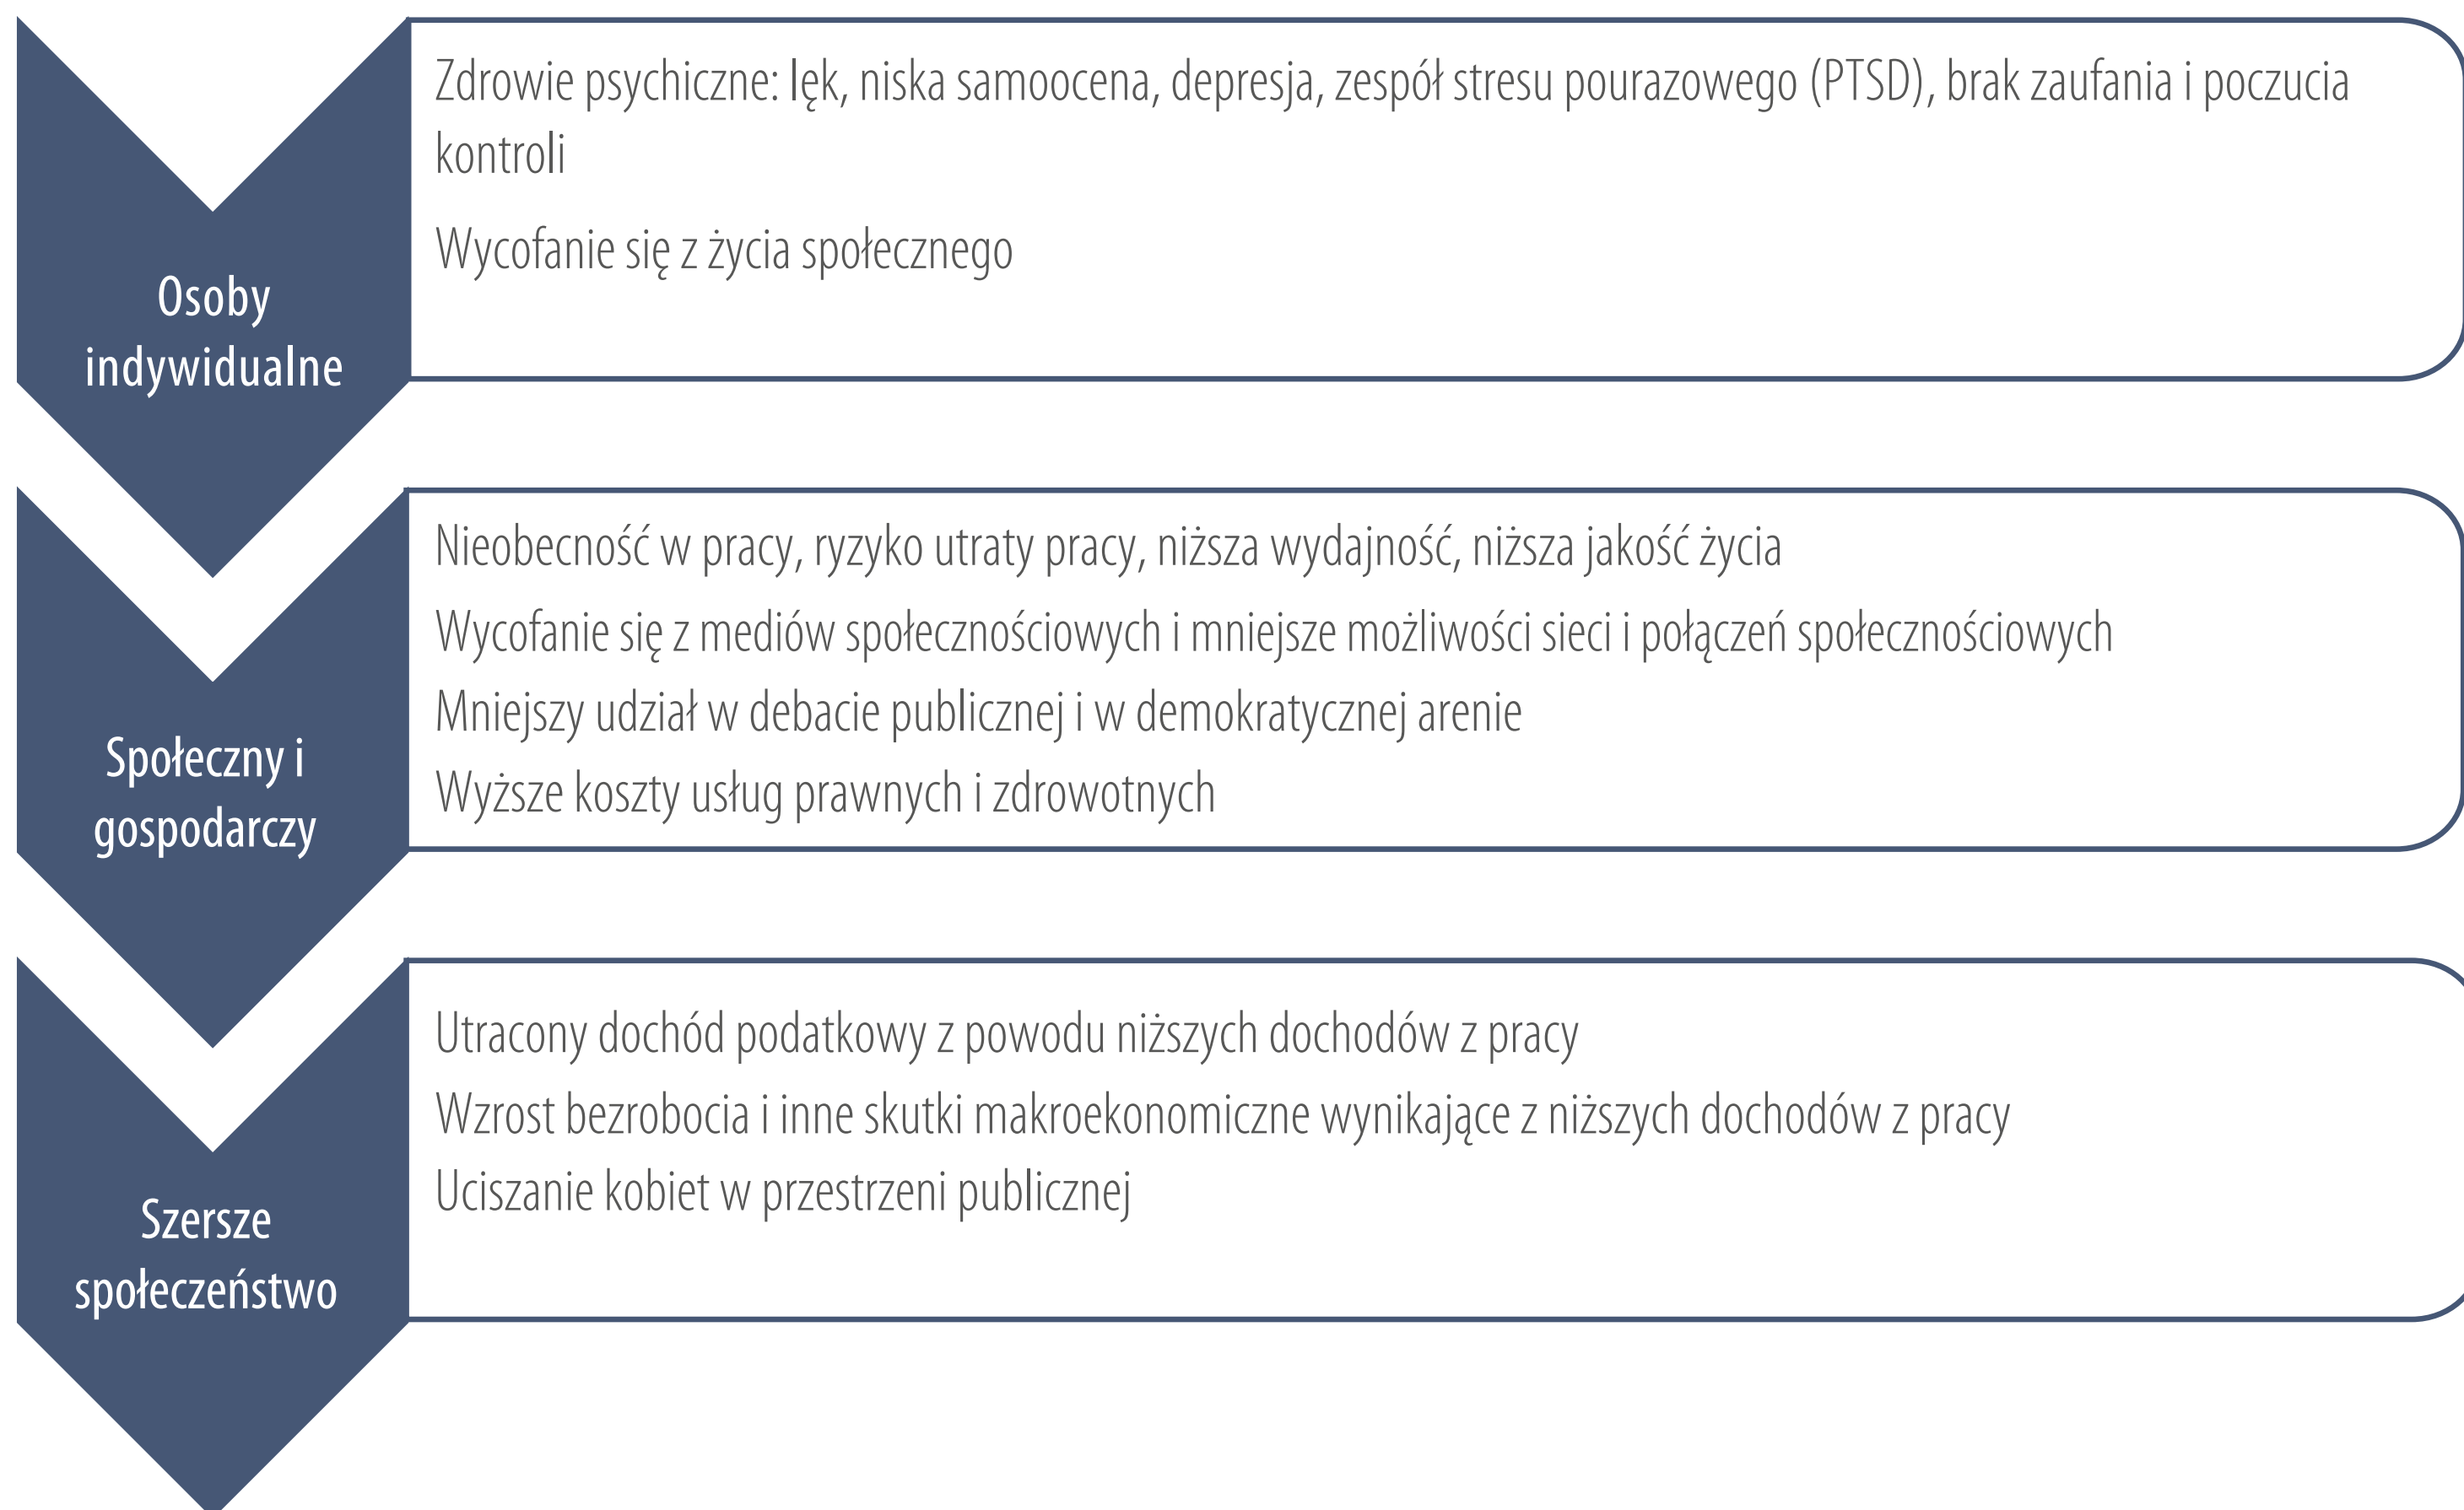 Osoby
indywidualne
Zdrowie psychiczne: lęk, niska samoocena, depresja, zespół stresu pourazowego (PTSD), brak zaufania i poczucia
kontroli
Wycofanie się z życia społecznego
Społeczny i
gospodarczy
Nieobecność w pracy, ryzyko utraty pracy, niższa wydajność, niższa jakość życia
Wycofanie się z mediów społecznościowych i mniejsze możliwości sieci i połączeń społecznościowych
Mniejszy udział w debacie publicznej i w demokratycznej arenie
Wyższe koszty usług prawnych i zdrowotnych
Szersze
społeczeństwo
Utracony dochód podatkowy z powodu niższych dochodów z pracy
Wzrost bezrobocia i inne skutki makroekonomiczne wynikające z niższych dochodów z pracy
Uciszanie kobiet w przestrzeni publicznej